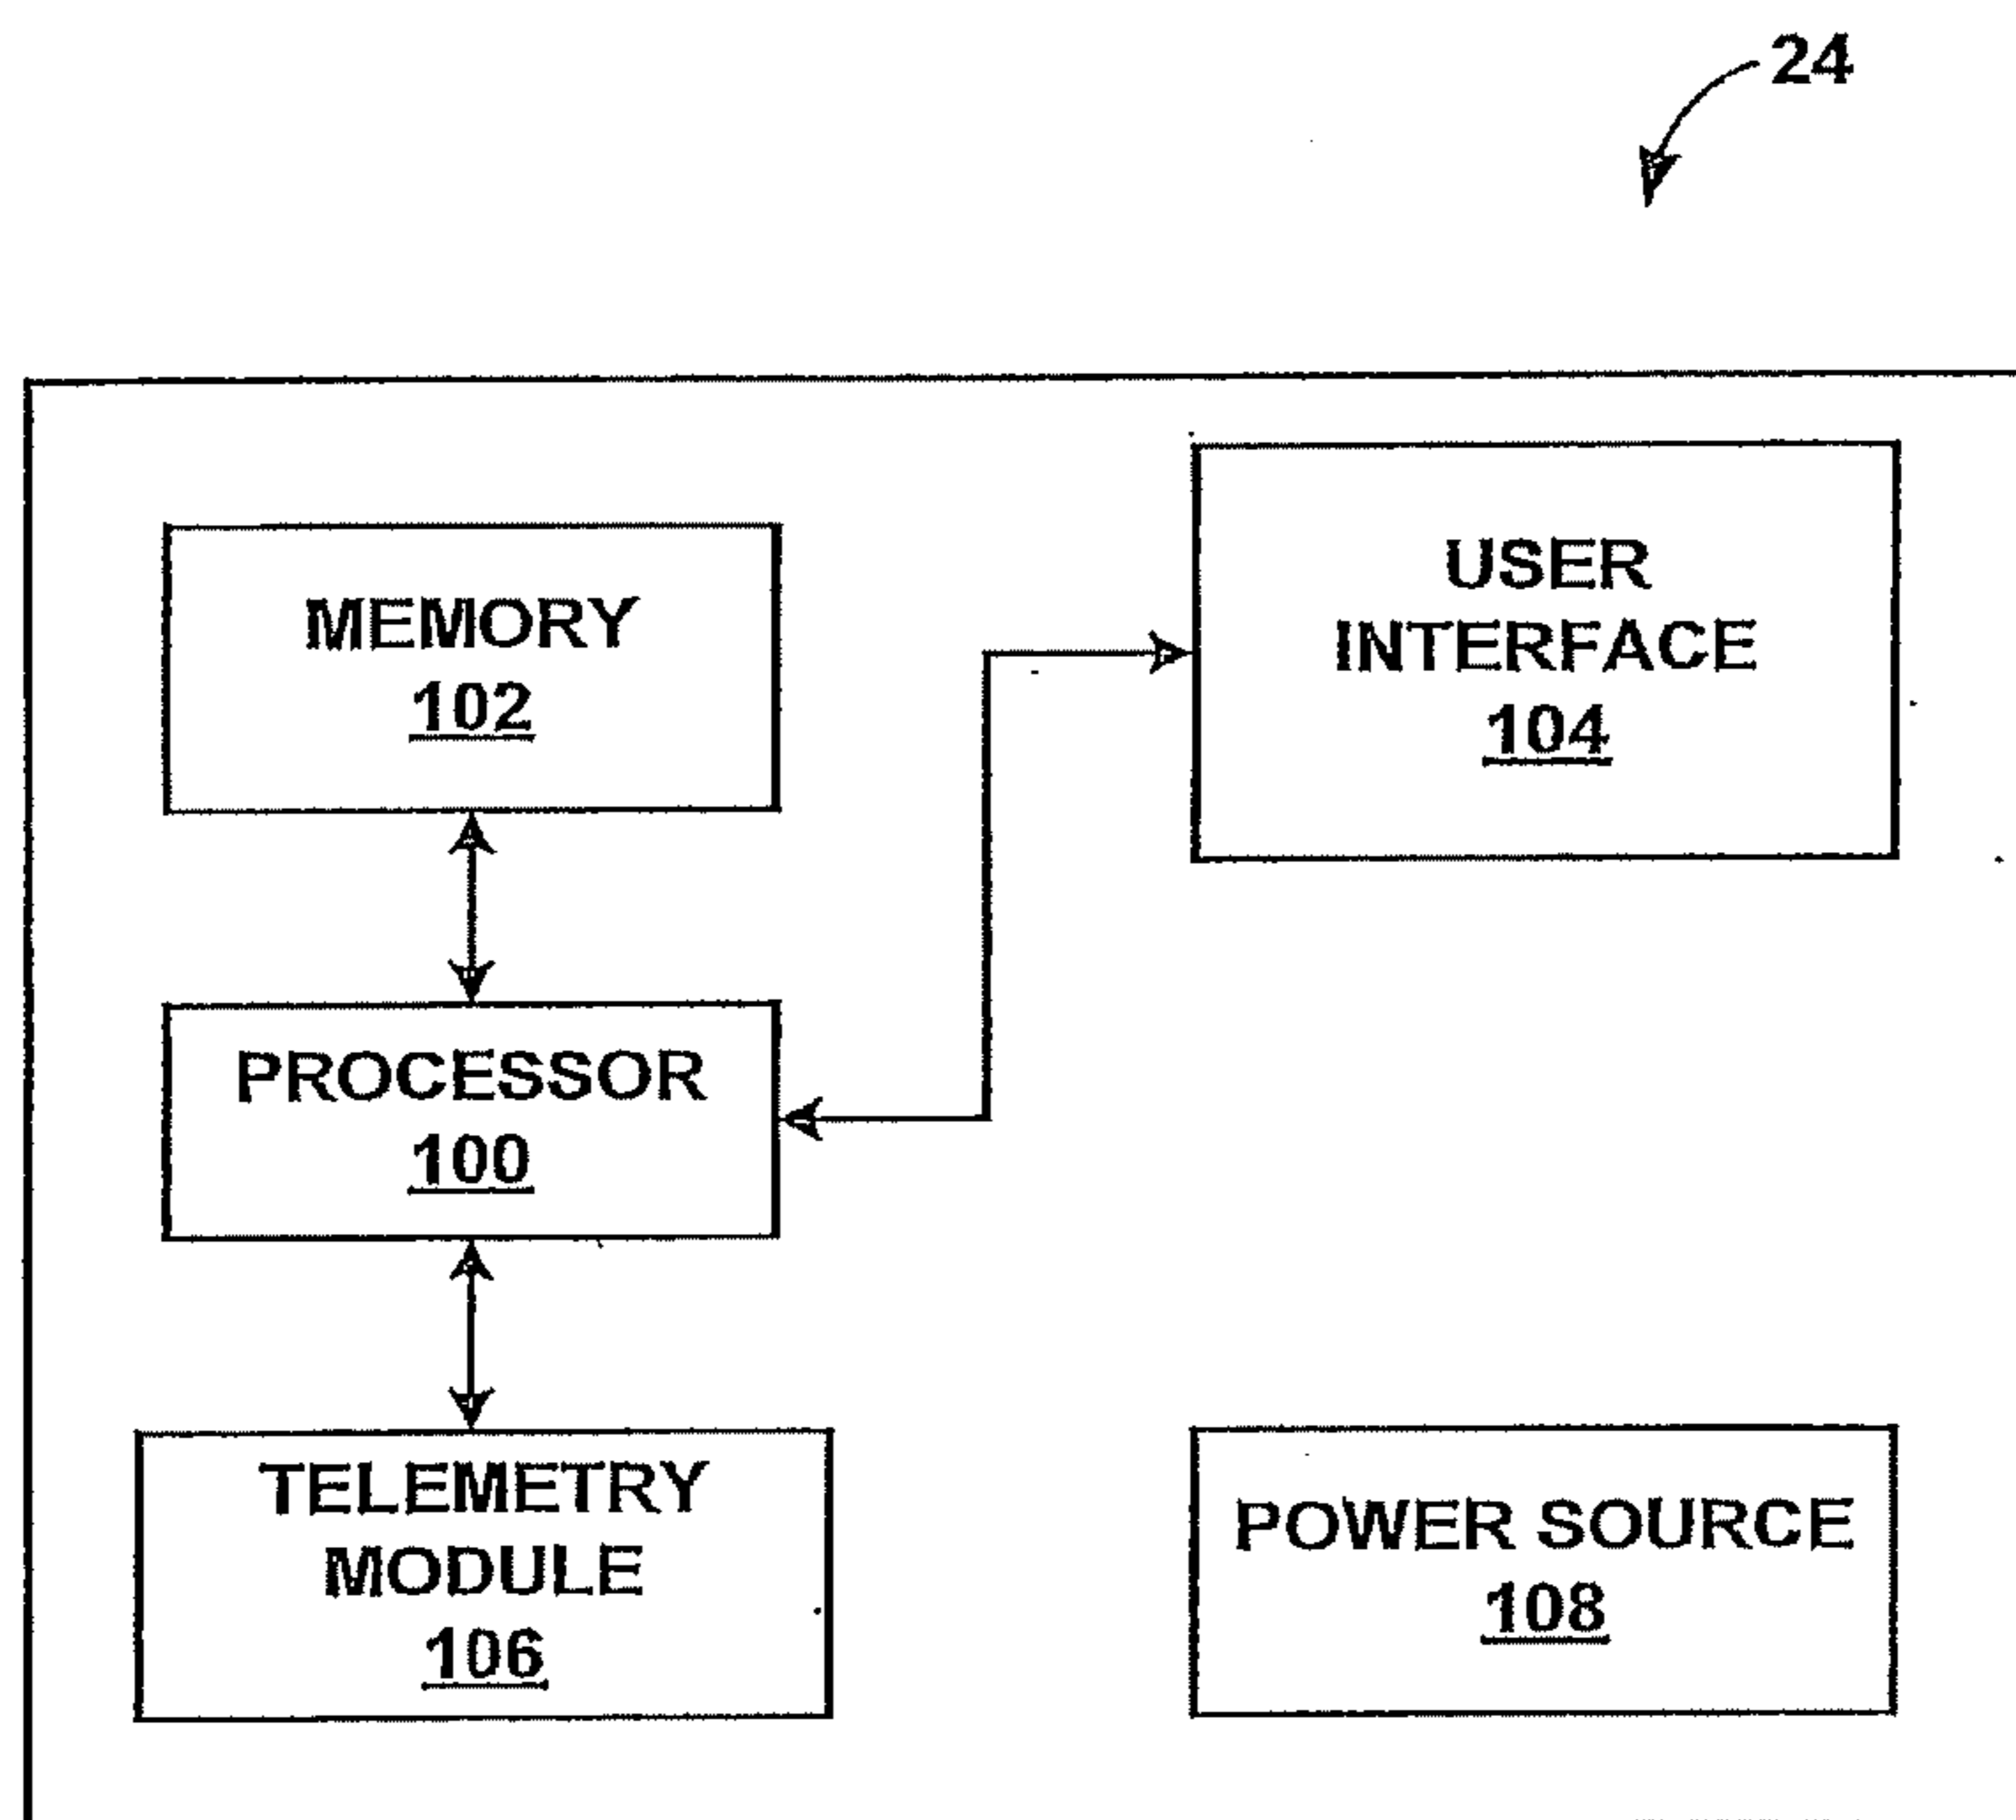 24
MEMORY
102
USER
INTERFACE
104
PROCESSOR
100
TELEMETRY
MODULE
106
POWER SOURCE
108